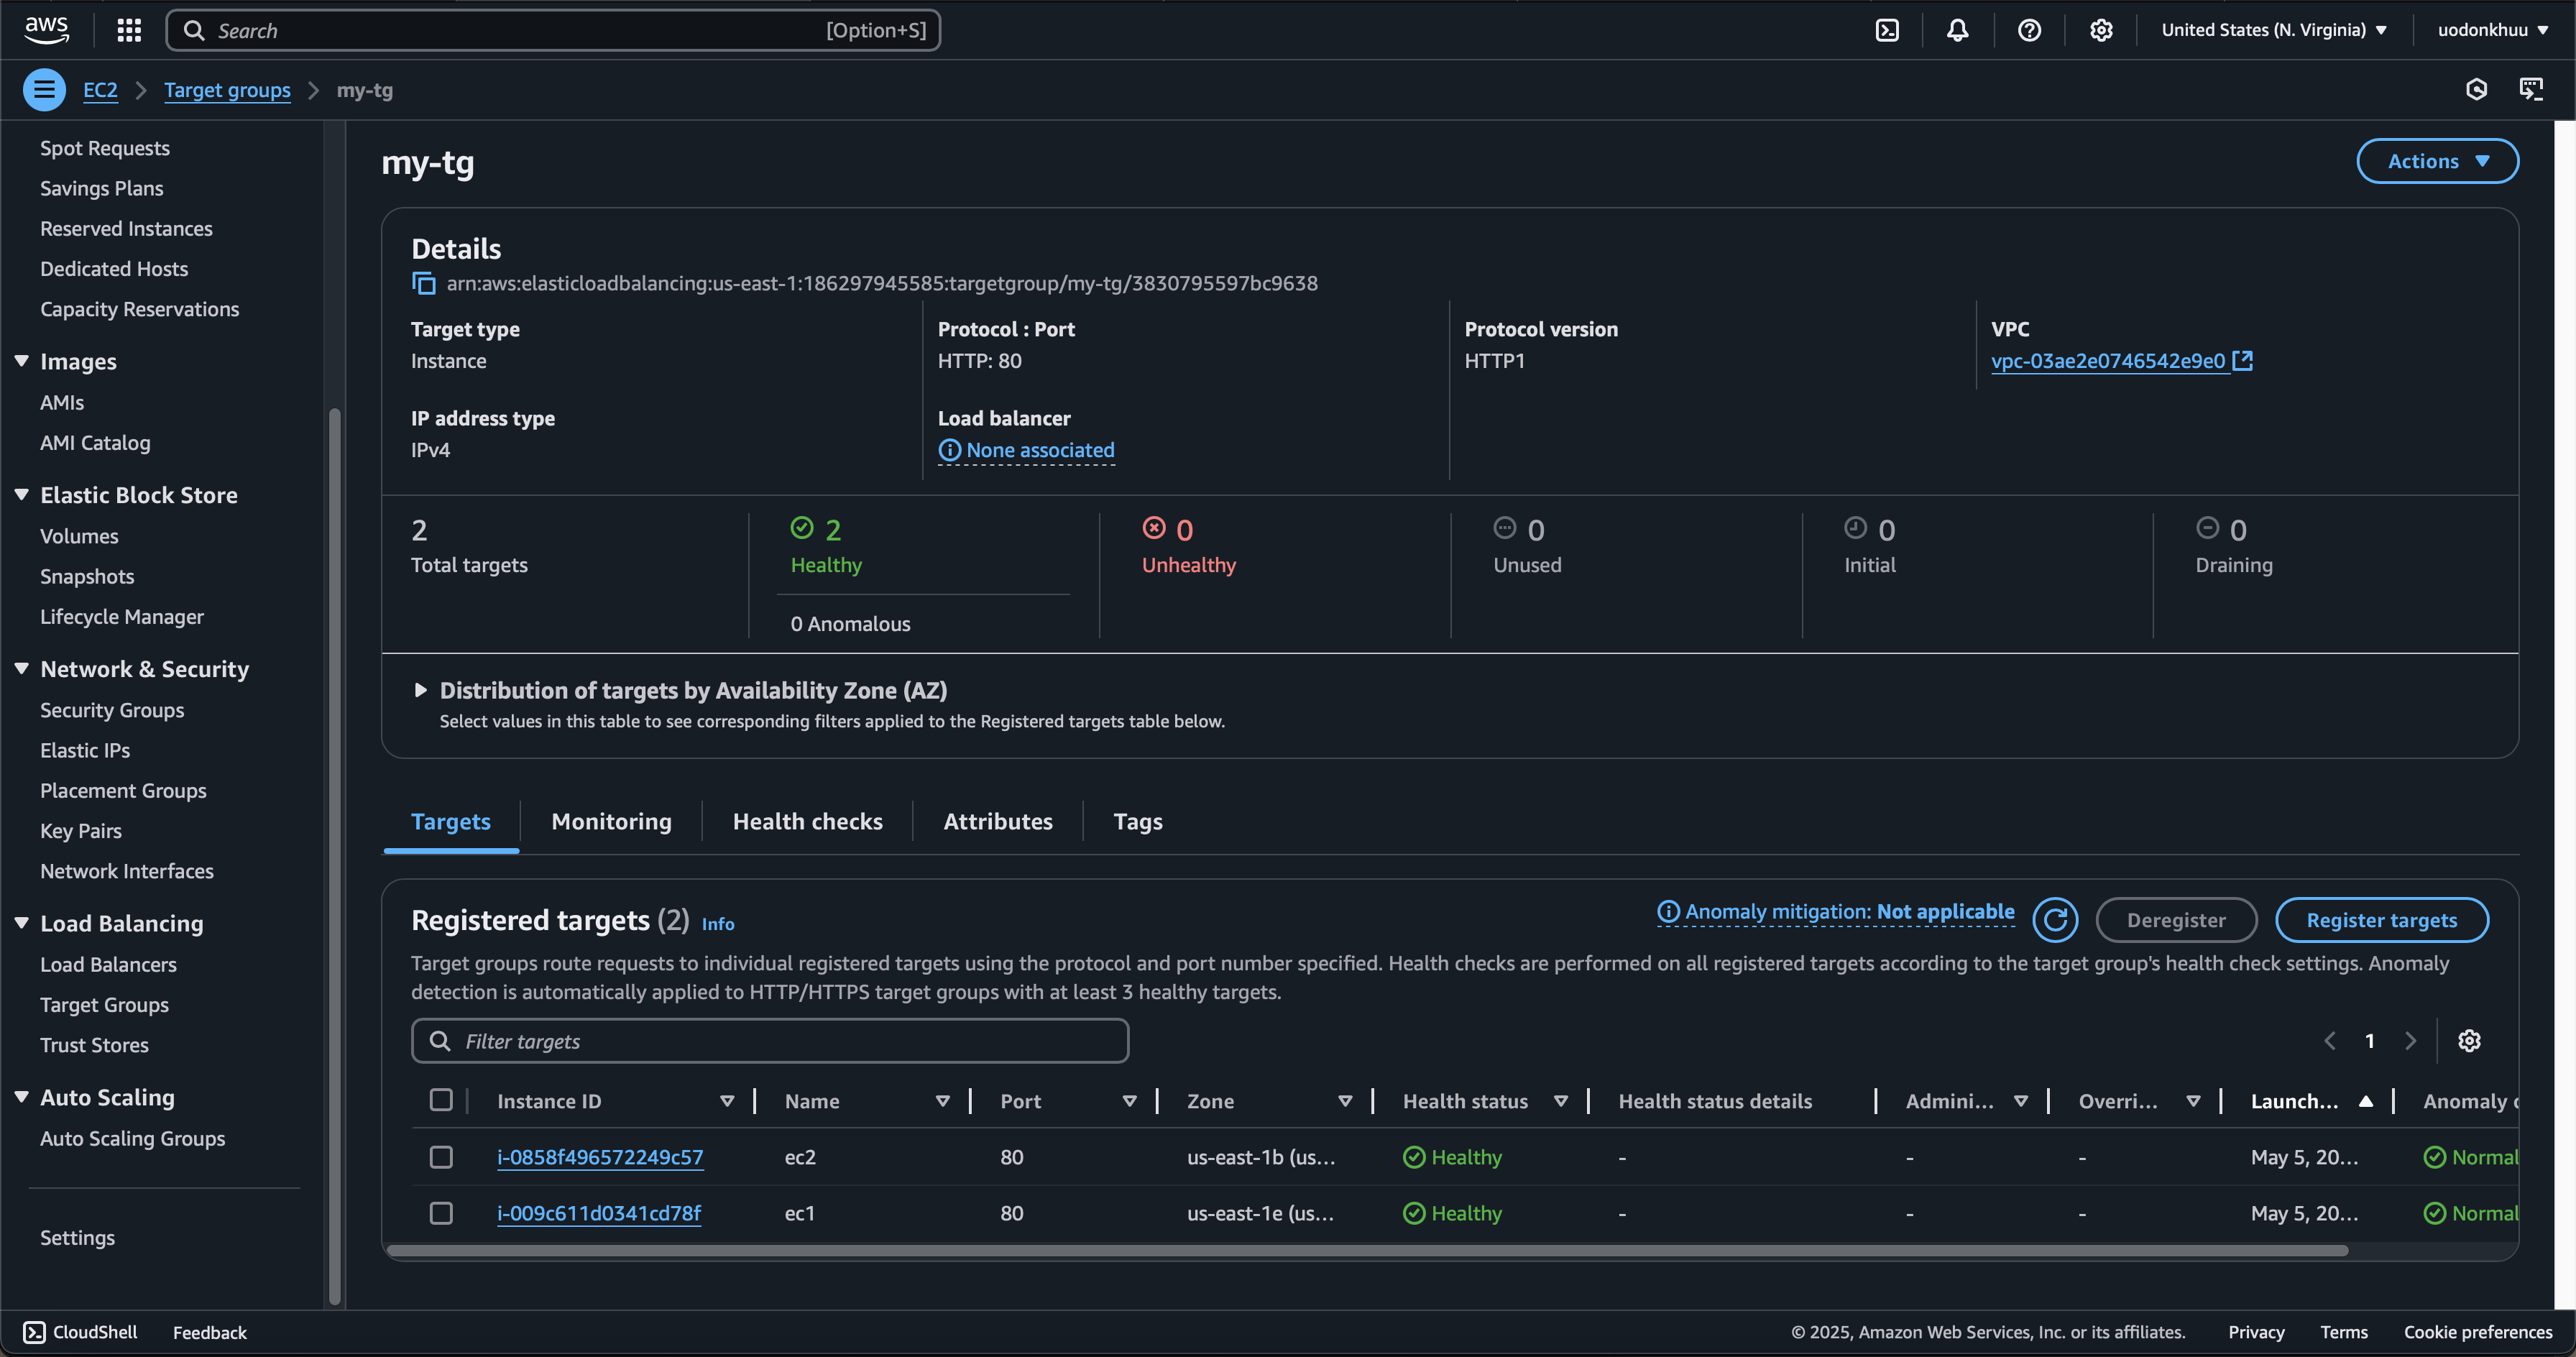 aws
Search [Option+S]
United States (N. Virginia) uodonkhuu
EC2 Target groups my-tg
Spot Requests
Savings Plans
Reserved Instances
Dedicated Hosts
Capacity Reservations
Images
AMIs
AMI Catalog
Elastic Block Store
Volumes
Snapshots
Lifecycle Manager
Network & Security
Security Groups
Elastic IPs
Placement Groups
Key Pairs
Network Interfaces
Load Balancing
Load Balancers
Target Groups
Trust Stores
Auto Scaling
Auto Scaling Groups
Settings
my-tg
Actions
Details
arn:aws:elasticloadbalancing:us-east-1:186297945585:targetgroup/my-tg/3830795597bc9638
Target type
Instance
Protocol : Port
HTTP: 80
Protocol version
HTTP1
VPC
vpc-03ae2e0746542e9e0
IP address type
IPv4
Load balancer
None associated
2
Total targets
2
Healthy
0 Anomalous
0
Unhealthy
0
Unused
0
Initial
0
Draining
Distribution of targets by Availability Zone (AZ)
Select values in this table to see corresponding filters applied to the Registered targets table below.
Targets Monitoring Health checks Attributes Tags
Registered targets (2) Info
Anomaly mitigation: Not applicable
Deregister
Register targets
Target groups route requests to individual registered targets using the protocol and port number specified. Health checks are performed on all registered targets according to the target group's health check settings. Anomaly
detection is automatically applied to HTTP/HTTPS target groups with at least 3 healthy targets.
Filter targets
1
Instance ID Name Port Zone Health status Health status details Admini... Overri... Launch... Anomaly
i-0858f496572249c57 ec2 80 us-east-1b (us... Healthy - - - May 5, 20... Normal
i-009c611d0341cd78f ec1 80 us-east-1e (us... Healthy - - - May 5, 20... Normal
CloudShell Feedback
© 2025, Amazon Web Services, Inc. or its affiliates. Privacy Terms Cookie preferences